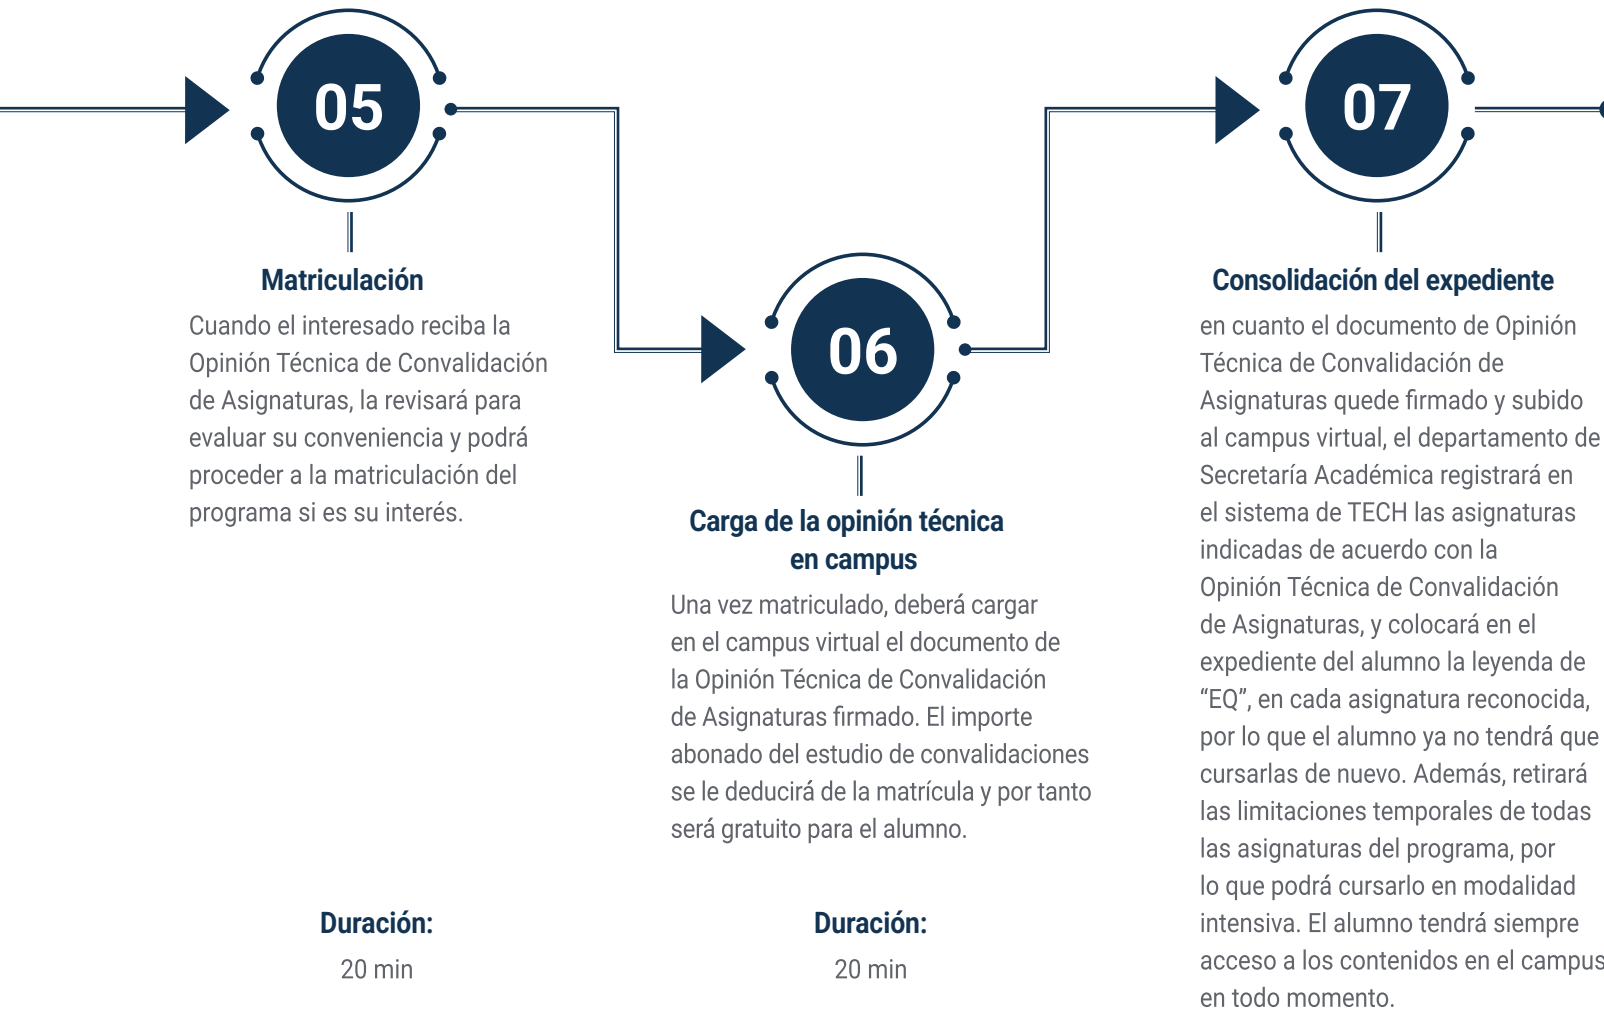 05
Matriculación
Cuando el interesado reciba la
Opinión Técnica de Convalidación
de Asignaturas, la revisará para
evaluar su conveniencia y podrá
proceder a la matriculación del
programa si es su interés.
Duración:
20 min
06
Carga de la opinión técnica
en campus
Una vez matriculado, deberá cargar
en el campus virtual el documento de
la Opinión Técnica de Convalidación
de Asignaturas firmado. El importe
abonado del estudio de convalidaciones
se le deducirá de la matrícula y por tanto
será gratuito para el alumno.
Duración:
20 min
07
Consolidación del expediente
en cuanto el documento de Opinión
Técnica de Convalidación de
Asignaturas quede firmado y subido
al campus virtual, el departamento de
Secretaría Académica registrará en
el sistema de TECH las asignaturas
indicadas de acuerdo con la
Opinión Técnica de Convalidación
de Asignaturas, y colocará en el
expediente del alumno la leyenda de
“EQ”, en cada asignatura reconocida,
por lo que el alumno ya no tendrá que
cursarlas de nuevo. Además, retirará
las limitaciones temporales de todas
las asignaturas del programa, por
lo que podrá cursarlo en modalidad
intensiva. El alumno tendrá siempre
acceso a los contenidos en el campus
en todo momento.